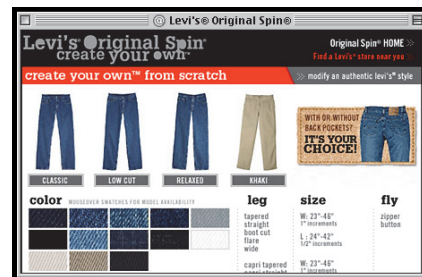 Levi's® Original Spin®
Levi's® Original Spin®
create your own™
Original Spin® HOME >>
Find a Levi's® store near you >>
create your own™ from scratch
>> modify an authentic levi's® style
WITH OR WITHOUT
BACK POCKETS?
IT'S YOUR
CHOICE!
CLASSIC
LOW CUT
RELAXED
KHAKI
color MOUSEOVER SWATCHES FOR MODEL AVAILABILITY
leg
tapered
straight
boot cut
flare
wide
capri tapered
capri straight
size
W: 23"-46"
1" increments
L: 24"-42"
1/2" increments
W: 23"-46"
1" increments
fly
zipper
button